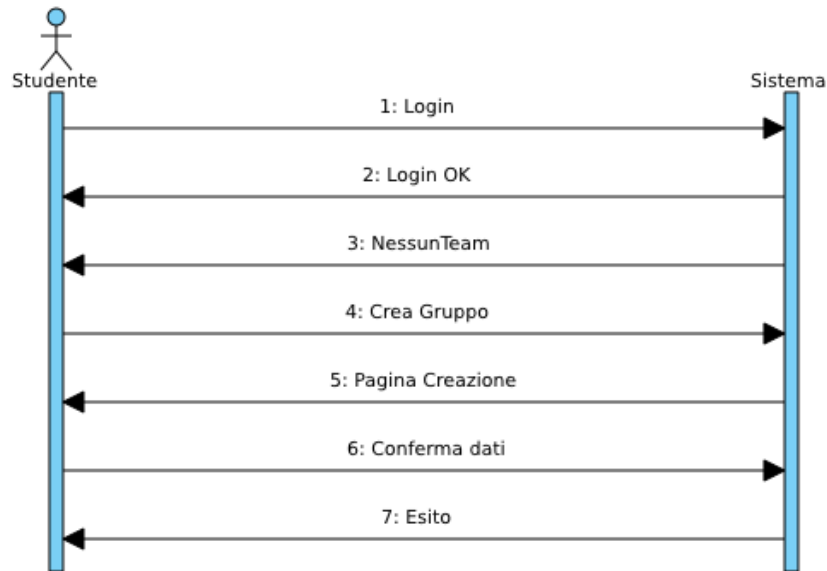 Studente
Sistema
1: Login
2: Login OK
3: NessunTeam
4: Crea Gruppo
5: Pagina Creazione
6: Conferma dati
7: Esito